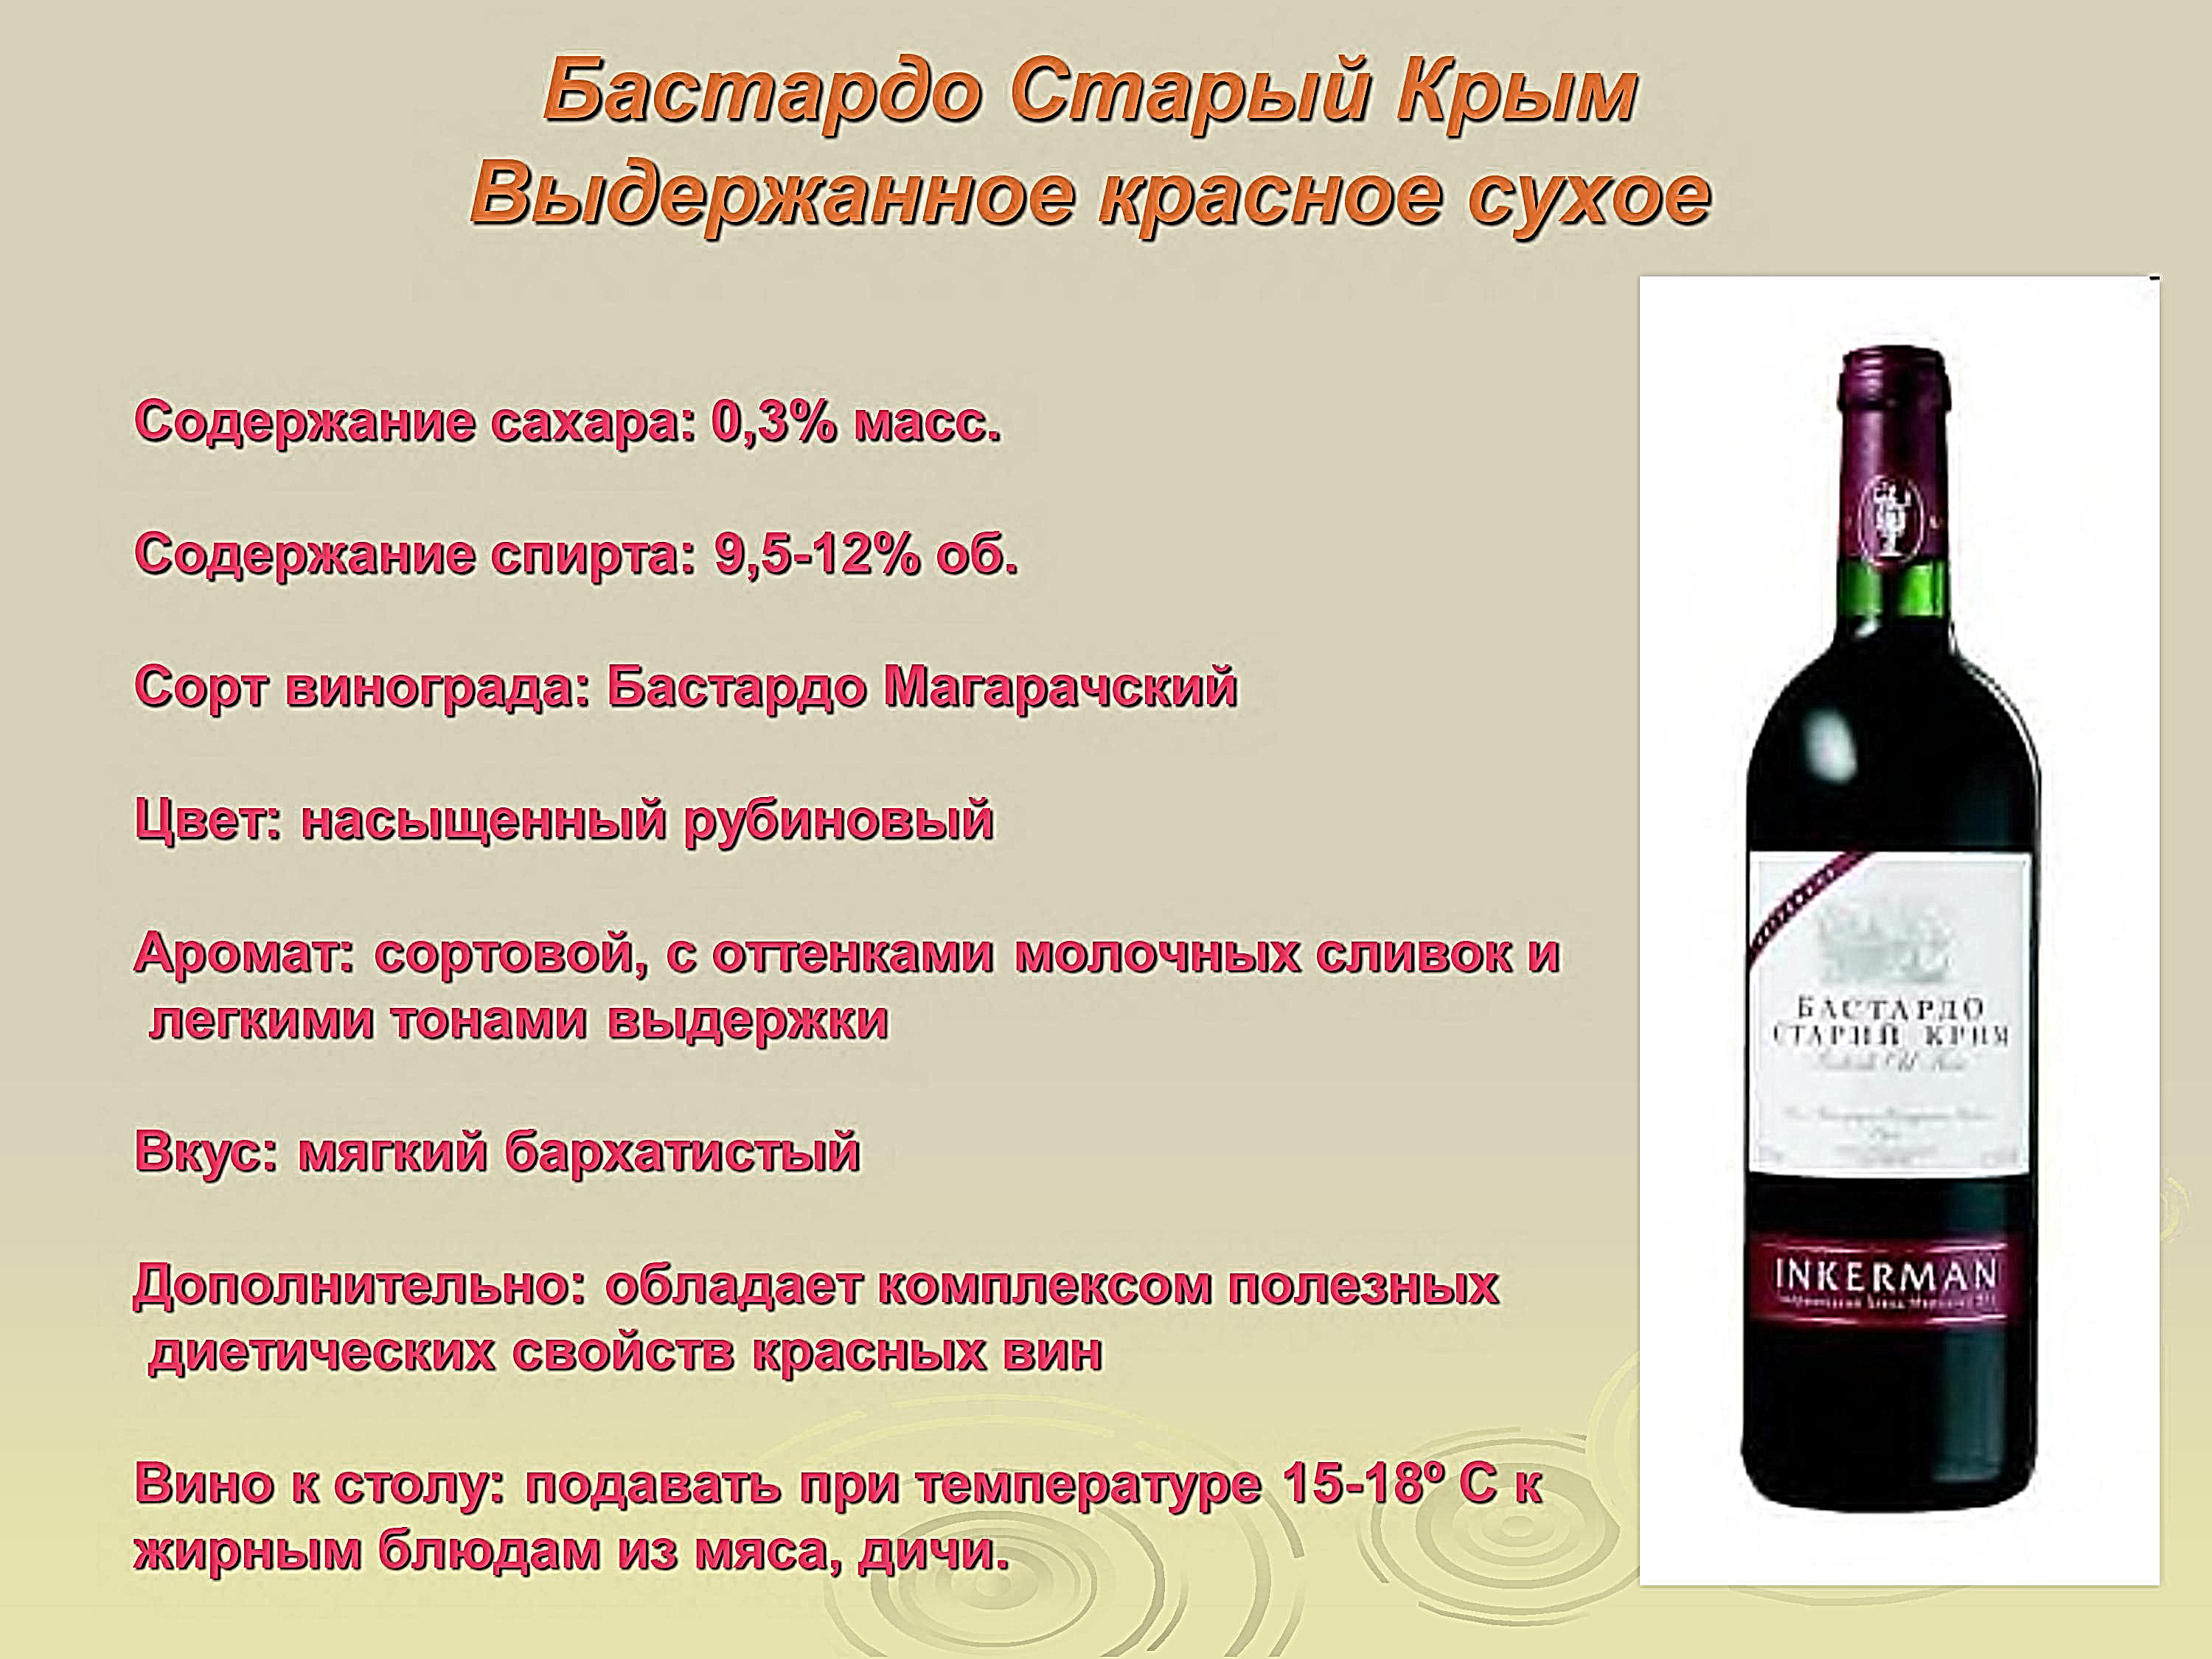 Бастардо Старый Крым
Выдержанное красное сухое
Содержание сахара: 0,3% масс.
Содержание спирта: 9,5-12% об.
Сорт винограда: Бастардо Магарачский
Цвет: насыщенный рубиновый
Аромат: сортовой, с оттенками молочных сливок и
легкими тонами выдержки
Вкус: мягкий бархатистый
Дополнительно: обладает комплексом полезных
диетических свойств красных вин
Вино к столу: подавать при температуре 15-18º С к
жирным блюдам из мяса, дичи.
БАСТАРДО
СТАРИЙ КРИМ
INKERMAN